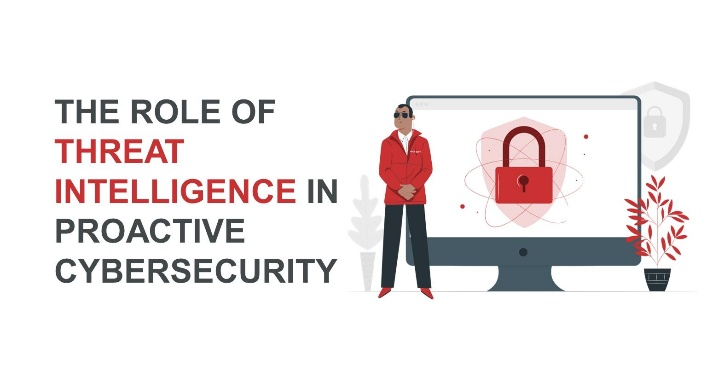 THE ROLE OF
THREAT
INTELLIGENCE IN
PROACTIVE
CYBERSECURITY